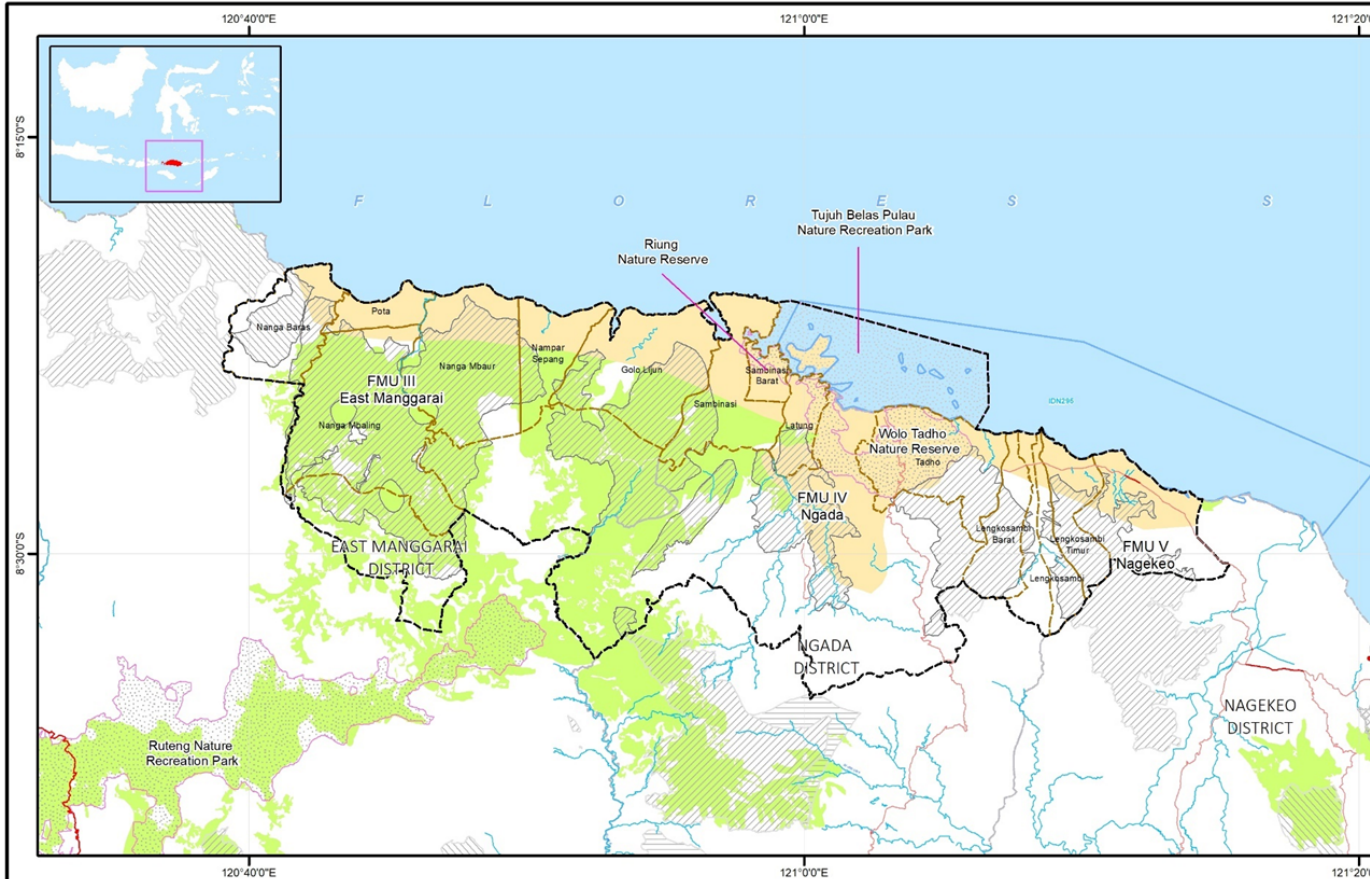 120°40'0"E
121°0'0"E
121°20'0"E
8°15'0"S
8°30'0"S
F L O R E S S
Tujuh Belas Pulau
Nature Recreation Park
Riung
Nature Reserve
Nanga Baras
Pota
Nampar
Sepang
Nanga Mbaur
Golo Lijun
Sambinasi
Barat
FMU III
East Manggarai
IDN295
Sambinasi
Nanga Mbaling
Latung
Wolo Tadho
Nature Reserve
Tadho
FMU IV
Ngada
Lengkosambi
Barat
Lengkosambi
Timur
Lengkosambi
FMU V
Nagekeo
EAST MANGGARAI
DISTRICT
NGADA
DISTRICT
NAGEKEO
DISTRICT
Ruteng Nature
Recreation Park
120°40'0"E
121°0'0"E